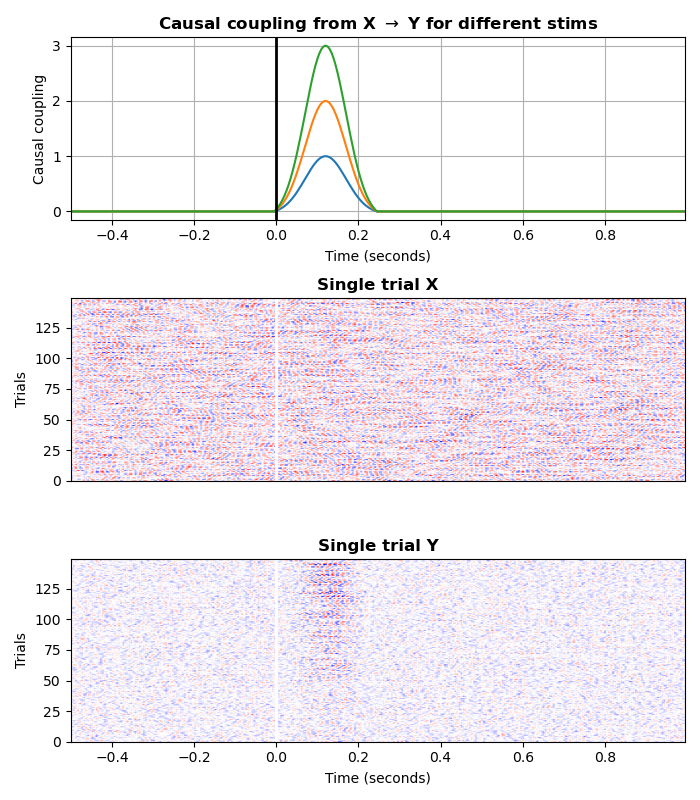 Causal coupling from X → Y for different stims
Causal coupling
3
2
1
0
−0.4 −0.2 0.0 0.2 0.4 0.6 0.8
Time (seconds)
Single trial X
Trials
125
100
75
50
25
0
Single trial Y
Trials
125
100
75
50
25
0
−0.4 −0.2 0.0 0.2 0.4 0.6 0.8
Time (seconds)